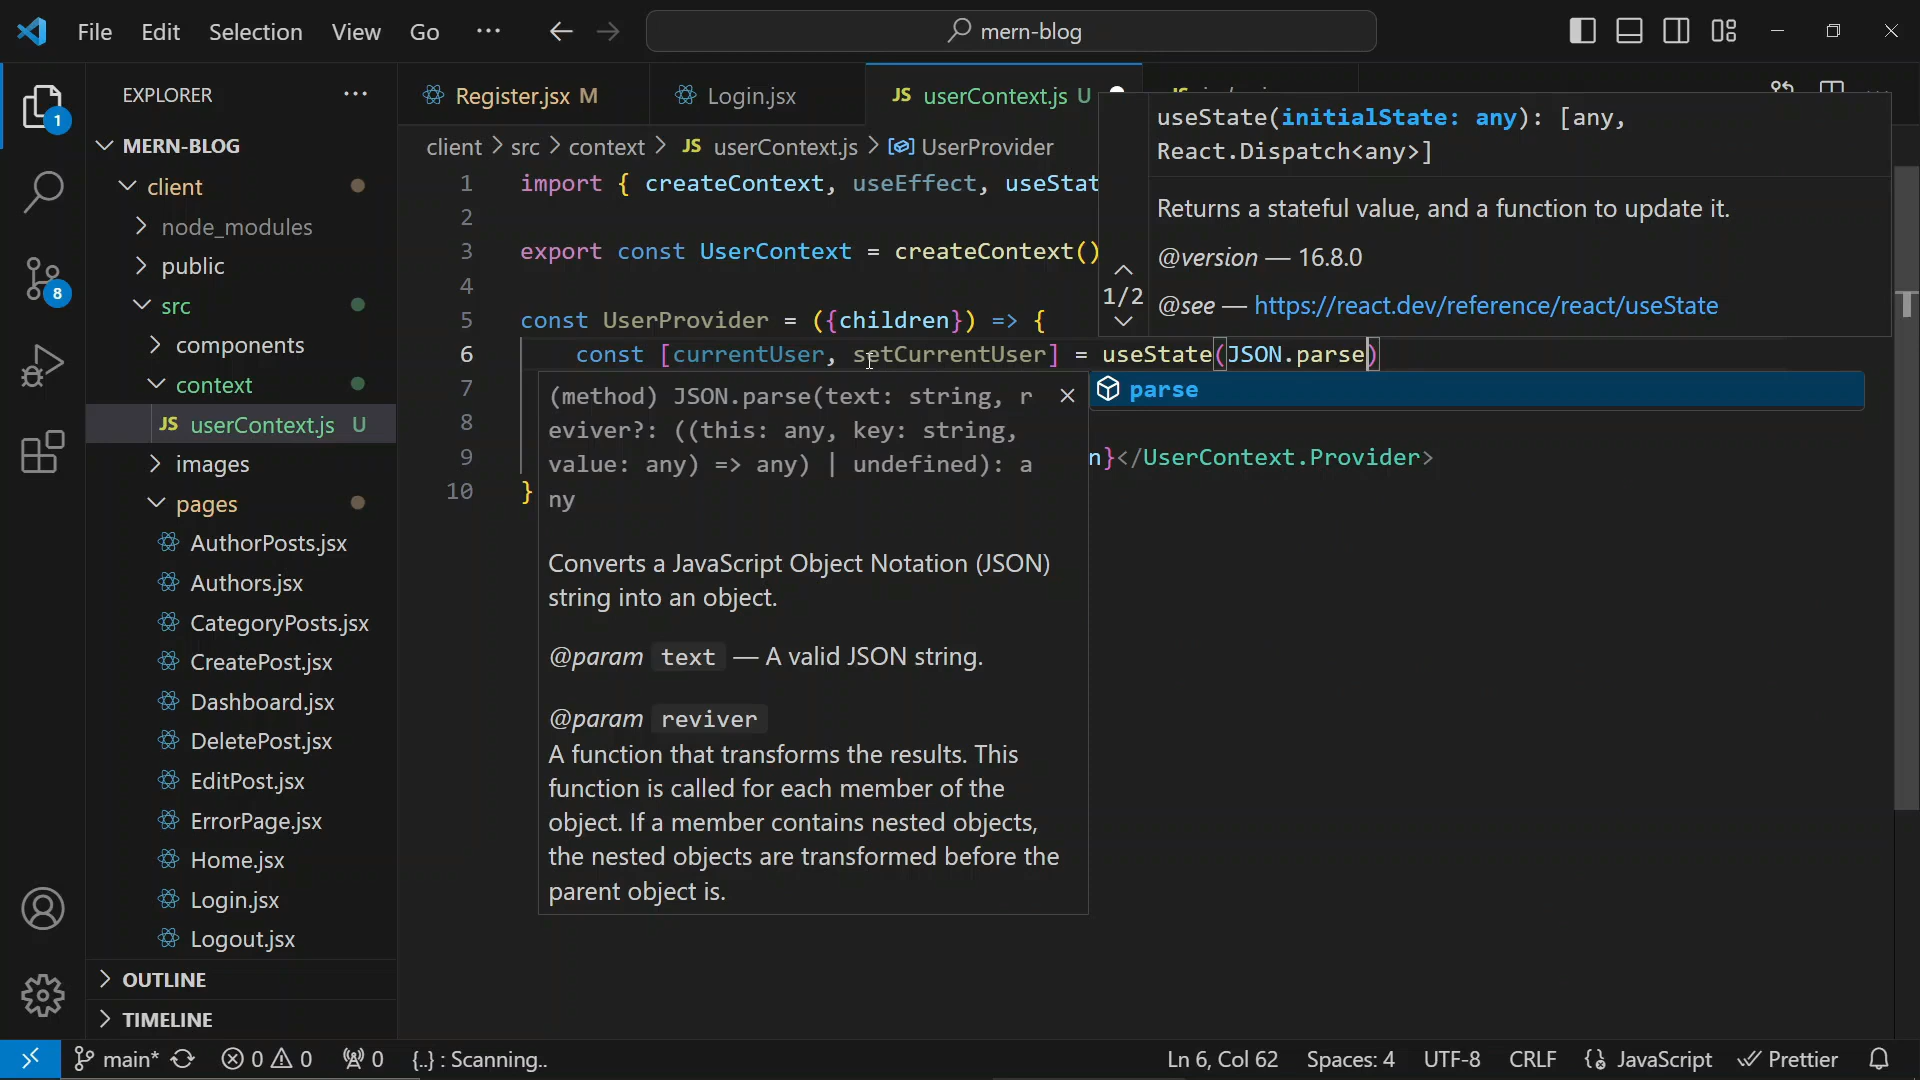 File Edit Selection View Go ··· mern-blog
EXPLORER ···
Register.jsx M
Login.jsx
JS userContext.js U
1
MERN-BLOG
client
node_modules
public
8
src
components
context
JS userContext.js U
images
pages
AuthorPosts.jsx
Authors.jsx
CategoryPosts.jsx
CreatePost.jsx
Dashboard.jsx
DeletePost.jsx
EditPost.jsx
ErrorPage.jsx
Home.jsx
Login.jsx
Logout.jsx
OUTLINE
TIMELINE
client > src > context > JS userContext.js > UserProvider
1 import { createContext, useEffect, useStat
2
3 export const UserContext = createContext()
4
5 const UserProvider = ({children}) => {
6 const [currentUser, setCurrentUser] = useState(JSON.parse)
7
8
9 n}</UserContext.Provider>
10 }
useState(initialState: any): [any,
React.Dispatch<any>]
Returns a stateful value, and a function to update it.
@version — 16.8.0
1/2
@see — https://react.dev/reference/react/useState
parse
(method) JSON.parse(text: string, r
eviver?: ((this: any, key: string,
value: any) => any) | undefined): a
ny
Converts a JavaScript Object Notation (JSON)
string into an object.
@param text — A valid JSON string.
@param reviver
A function that transforms the results. This
function is called for each member of the
object. If a member contains nested objects,
the nested objects are transformed before the
parent object is.
main* 0 0 0 {..} : Scanning.. Ln 6, Col 62 Spaces: 4 UTF-8 CRLF JavaScript Prettier